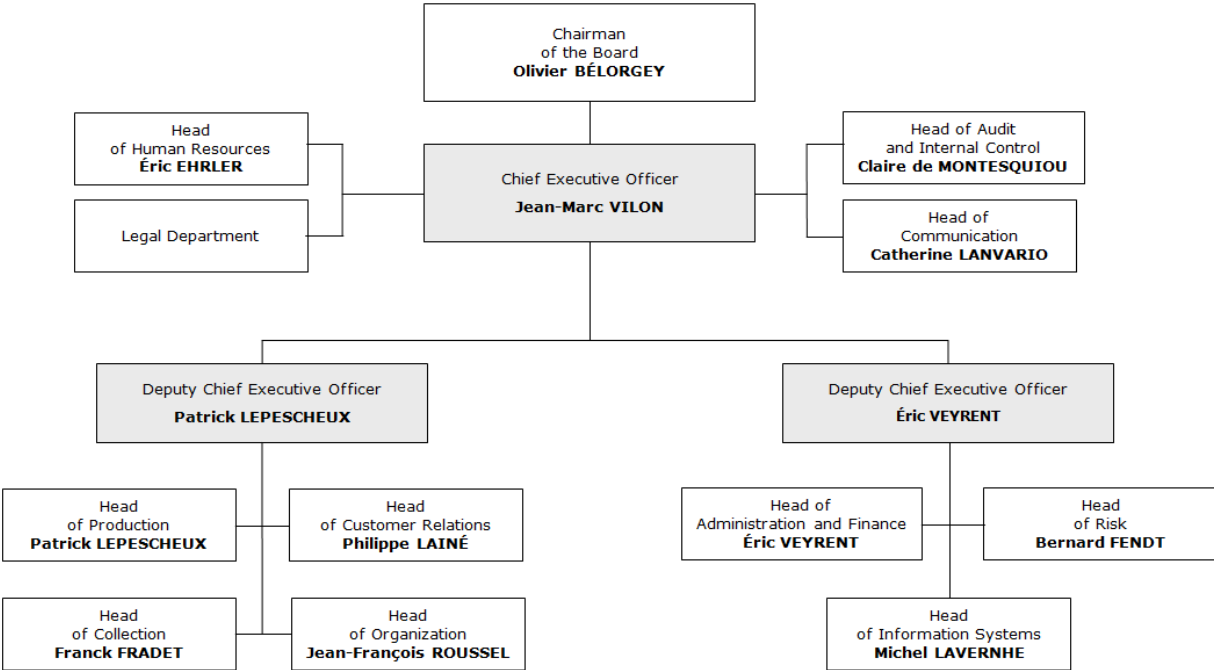 Chairman
of the Board
Olivier BÉLORGEY
Head
of Human Resources
Éric EHRLER
Legal Department
Chief Executive Officer
Jean-Marc VILON
Head of Audit
and Internal Control
Claire de MONTESQUIOU
Head of
Communication
Catherine LANVARIO
Deputy Chief Executive Officer
Patrick LEPESCHEUX
Deputy Chief Executive Officer
Éric VEYRENT
Head
of Production
Patrick LEPESCHEUX
Head
of Customer Relations
Philippe LAINÉ
Head of
Administration and Finance
Éric VEYRENT
Head
of Risk
Bernard FENDT
Head
of Collection
Franck FRADET
Head
of Organization
Jean-François ROUSSEL
Head
of Information Systems
Michel LAVERNHE